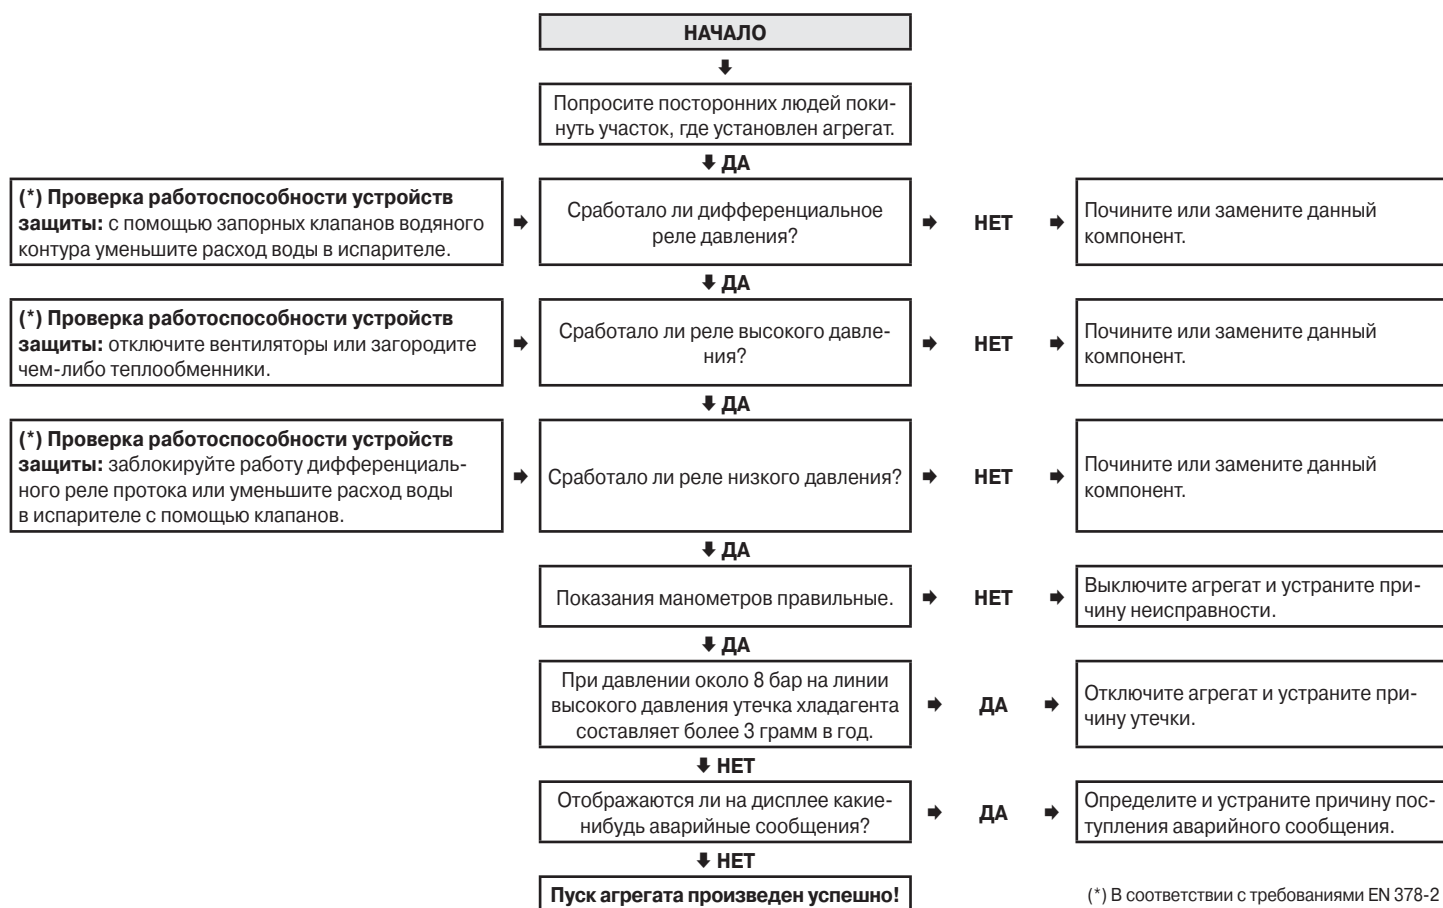 НАЧАЛО
Попросите посторонних людей поки-
нуть участок, где установлен агрегат.
ДА
(*) Проверка работоспособности устройств
защиты: с помощью запорных клапанов водяного
контура уменьшите расход воды в испарителе.
Сработало ли дифференциальное
реле давления?
НЕТ
Почините или замените данный
компонент.
ДА
(*) Проверка работоспособности устройств
защиты: отключите вентиляторы или загородите
чем-либо теплообменники.
Сработало ли реле высокого давле-
ния?
НЕТ
Почините или замените данный
компонент.
ДА
(*) Проверка работоспособности устройств
защиты: заблокируйте работу дифференциаль-
ного реле протока или уменьшите расход воды
в испарителе с помощью клапанов.
Сработало ли реле низкого давления?
НЕТ
Почините или замените данный
компонент.
ДА
Показания манометров правильные.
НЕТ
Выключите агрегат и устраните при-
чину неисправности.
ДА
При давлении около 8 бар на линии
высокого давления утечка хладагента
составляет более 3 грамм в год.
ДА
Отключите агрегат и устраните при-
чину утечки.
НЕТ
Отображаются ли на дисплее какие-
нибудь аварийные сообщения?
ДА
Определите и устраните причину пос-
тупления аварийного сообщения.
НЕТ
Пуск агрегата произведен успешно!
(*) В соответствии с требованиями EN 378-2